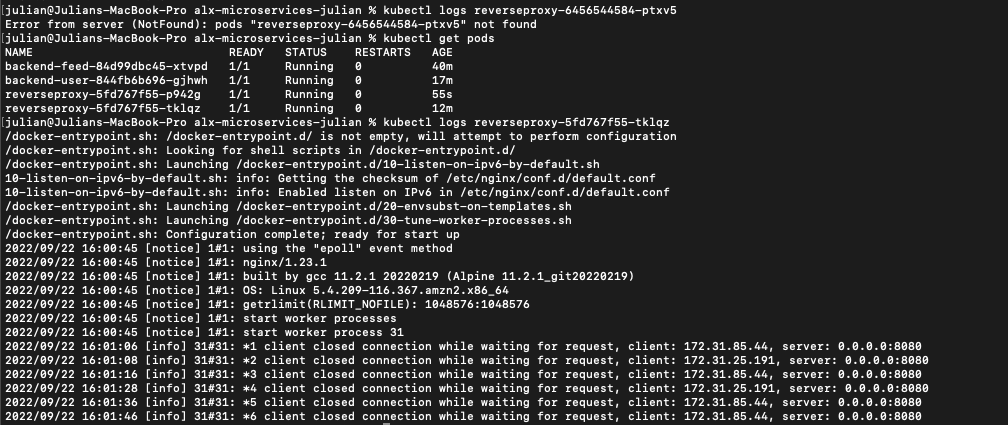 [julian@Julians-MacBook-Pro alx-microservices-julian % kubectl logs reverseproxy-6456544584-ptxv5
Error from server (NotFound): pods "reverseproxy-6456544584-ptxv5" not found
[julian@Julians-MacBook-Pro alx-microservices-julian % kubectl get pods
NAME READY STATUS RESTARTS AGE
backend-feed-84d99dbc45-xtvpd 1/1 Running 0 40m
backend-user-844fb6b696-gjhwh 1/1 Running 0 17m
reverseproxy-5fd767f55-p942g 1/1 Running 0 55s
reverseproxy-5fd767f55-tklqz 1/1 Running 0 12m
[julian@Julians-MacBook-Pro alx-microservices-julian % kubectl logs reverseproxy-5fd767f55-tklqz
/docker-entrypoint.sh: /docker-entrypoint.d/ is not empty, will attempt to perform configuration
/docker-entrypoint.sh: Looking for shell scripts in /docker-entrypoint.d/
/docker-entrypoint.sh: Launching /docker-entrypoint.d/10-listen-on-ipv6-by-default.sh
10-listen-on-ipv6-by-default.sh: info: Getting the checksum of /etc/nginx/conf.d/default.conf
10-listen-on-ipv6-by-default.sh: info: Enabled listen on IPv6 in /etc/nginx/conf.d/default.conf
/docker-entrypoint.sh: Launching /docker-entrypoint.d/20-envsubst-on-templates.sh
/docker-entrypoint.sh: Launching /docker-entrypoint.d/30-tune-worker-processes.sh
/docker-entrypoint.sh: Configuration complete; ready for start up
2022/09/22 16:00:45 [notice] 1#1: using the "epoll" event method
2022/09/22 16:00:45 [notice] 1#1: nginx/1.23.1
2022/09/22 16:00:45 [notice] 1#1: built by gcc 11.2.1 20220219 (Alpine 11.2.1_git20220219)
2022/09/22 16:00:45 [notice] 1#1: OS: Linux 5.4.209-116.367.amzn2.x86_64
2022/09/22 16:00:45 [notice] 1#1: getrlimit(RLIMIT_NOFILE): 1048576:1048576
2022/09/22 16:00:45 [notice] 1#1: start worker processes
2022/09/22 16:00:45 [notice] 1#1: start worker process 31
2022/09/22 16:01:06 [info] 31#31: *1 client closed connection while waiting for request, client: 172.31.85.44, server: 0.0.0.0:8080
2022/09/22 16:01:08 [info] 31#31: *2 client closed connection while waiting for request, client: 172.31.25.191, server: 0.0.0.0:8080
2022/09/22 16:01:16 [info] 31#31: *3 client closed connection while waiting for request, client: 172.31.85.44, server: 0.0.0.0:8080
2022/09/22 16:01:28 [info] 31#31: *4 client closed connection while waiting for request, client: 172.31.25.191, server: 0.0.0.0:8080
2022/09/22 16:01:36 [info] 31#31: *5 client closed connection while waiting for request, client: 172.31.85.44, server: 0.0.0.0:8080
2022/09/22 16:01:46 [info] 31#31: *6 client closed connection while waiting for request, client: 172.31.85.44, server: 0.0.0.0:8080